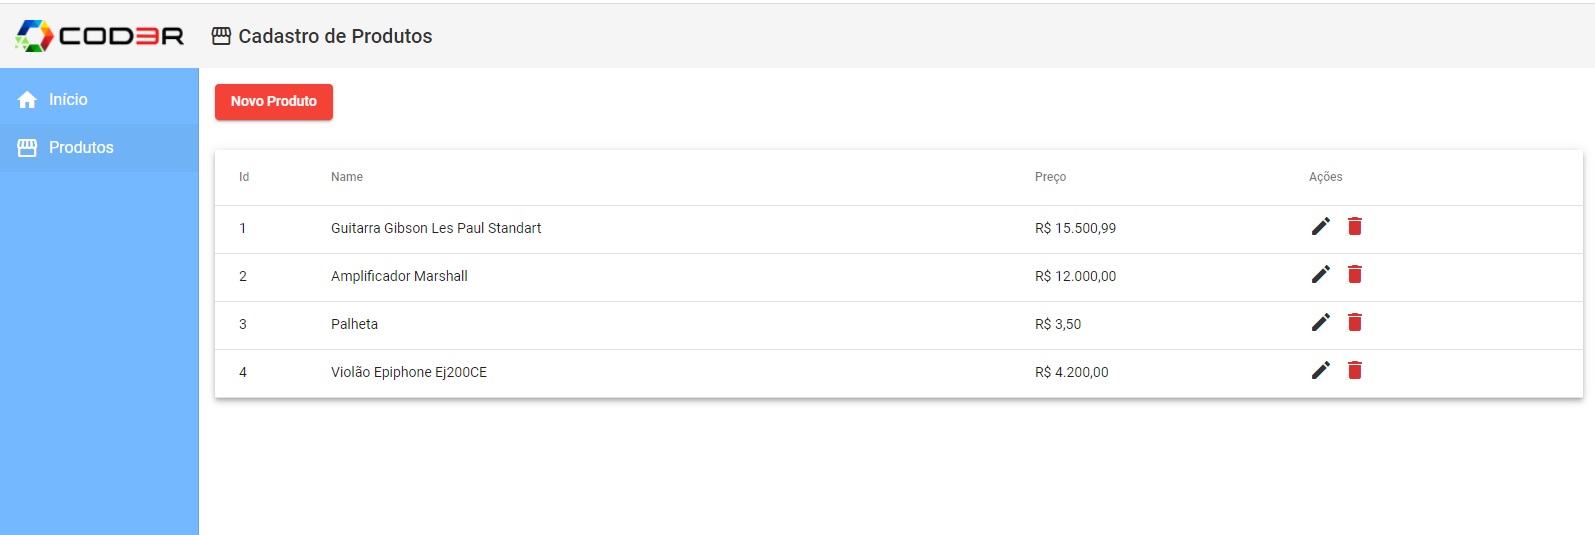 COD3R
Cadastro de Produtos
Início
Produtos
Novo Produto
Id Name Preço Ações
1 Guitarra Gibson Les Paul Standart R$ 15.500,99
2 Amplificador Marshall R$ 12.000,00
3 Palheta R$ 3,50
4 Violão Epiphone Ej200CE R$ 4.200,00